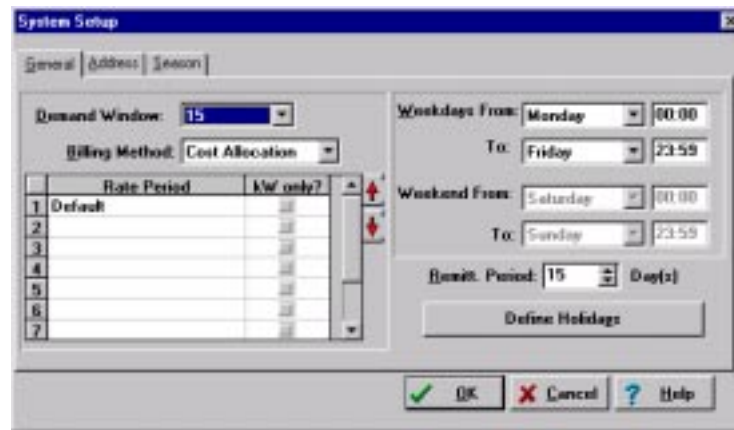 System Setup
General Address Season
Demand Window: 15
Billing Method: Cost Allocation
Rate Period kW only?
1 Default
2
3
4
5
6
7
Weekdays From: Monday 00:00
To: Friday 23:59
Weekend From: Saturday 00:00
To: Sunday 23:59
Remitt. Period: 15 Day(s)
Define Holidays
OK Cancel Help